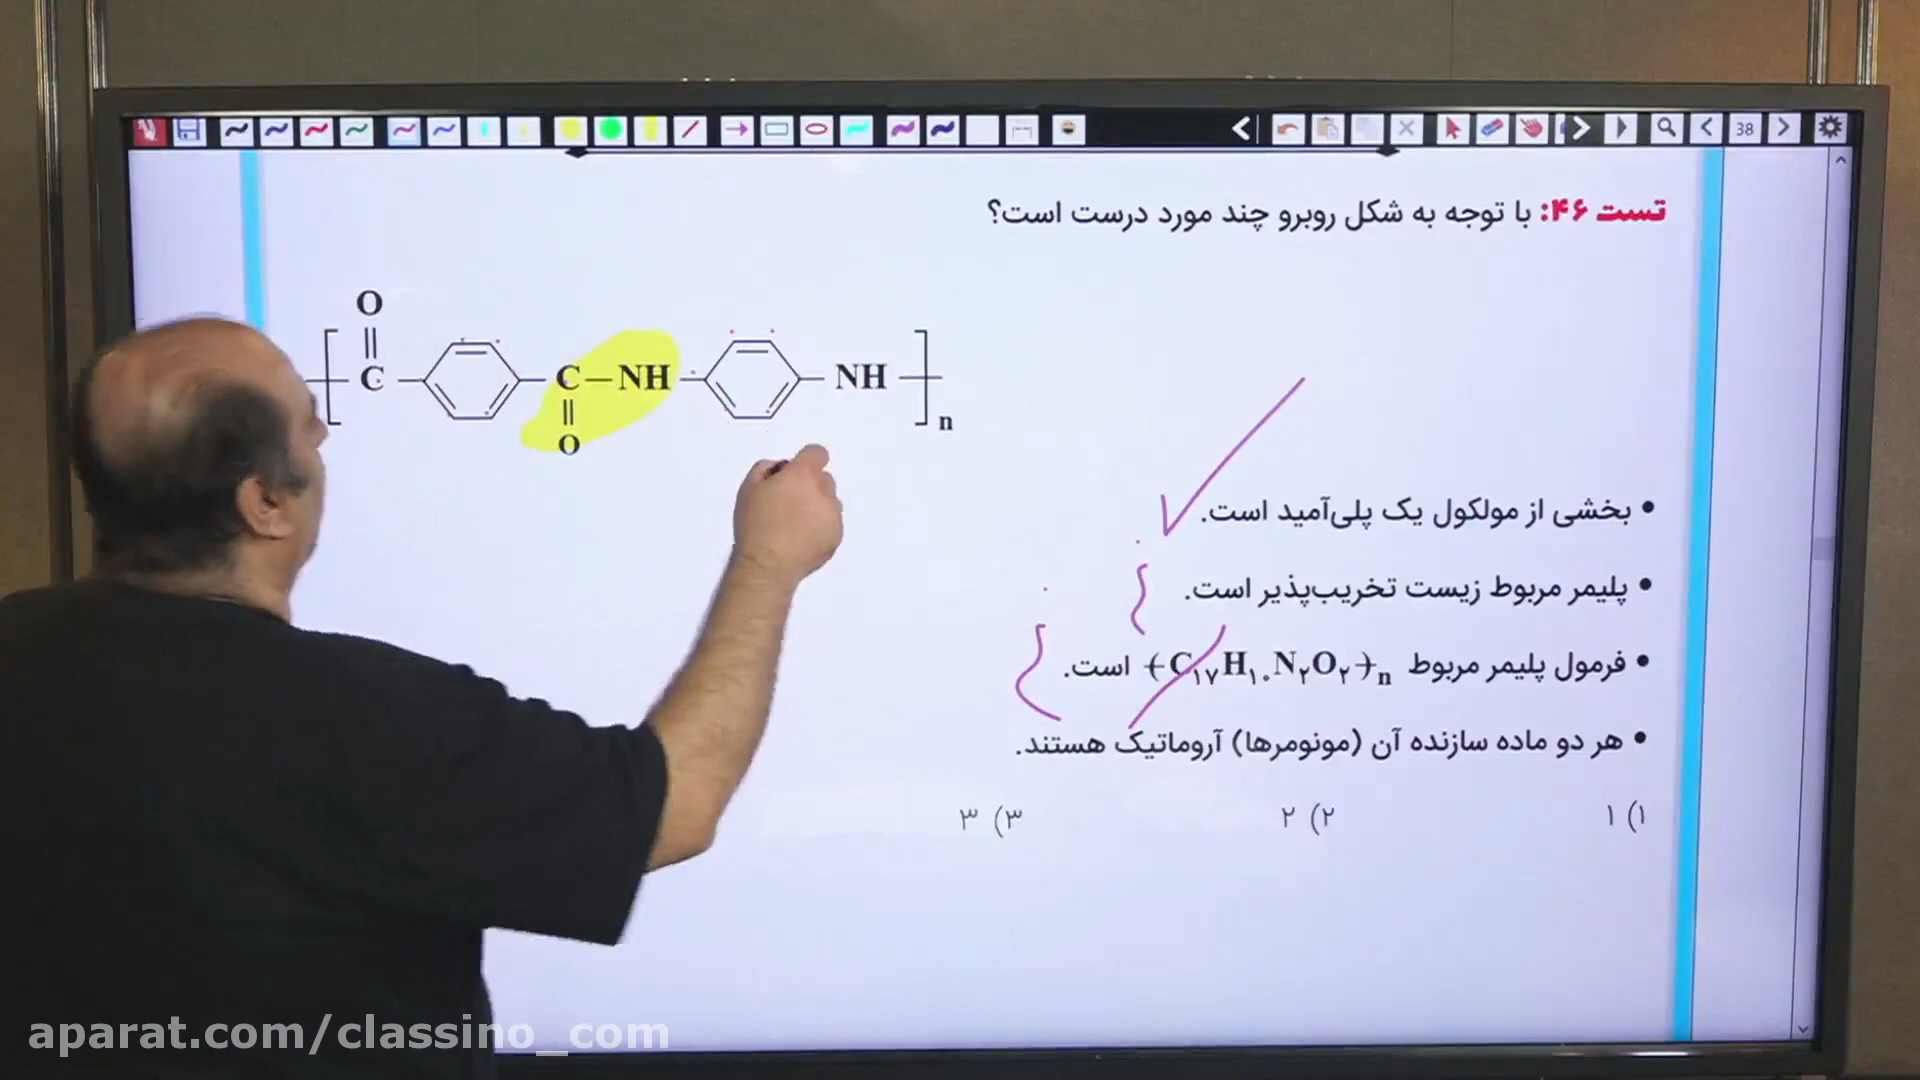 38
تست ۴۶: با توجه به شکل روبرو چند مورد درست است؟
O
C
C—NH
NH
O
n
• بخشی از مولکول یک پلی‌آمید است.
• پلیمر مربوط زیست تخریب‌پذیر است.
• فرمول پلیمر مربوط (C۱۷H۱۰N۲O۲)n است.
• هر دو ماده سازنده آن (مونومرها) آروماتیک هستند.
۱) ۱
۲) ۲
۳) ۳
aparat.com/classino_com